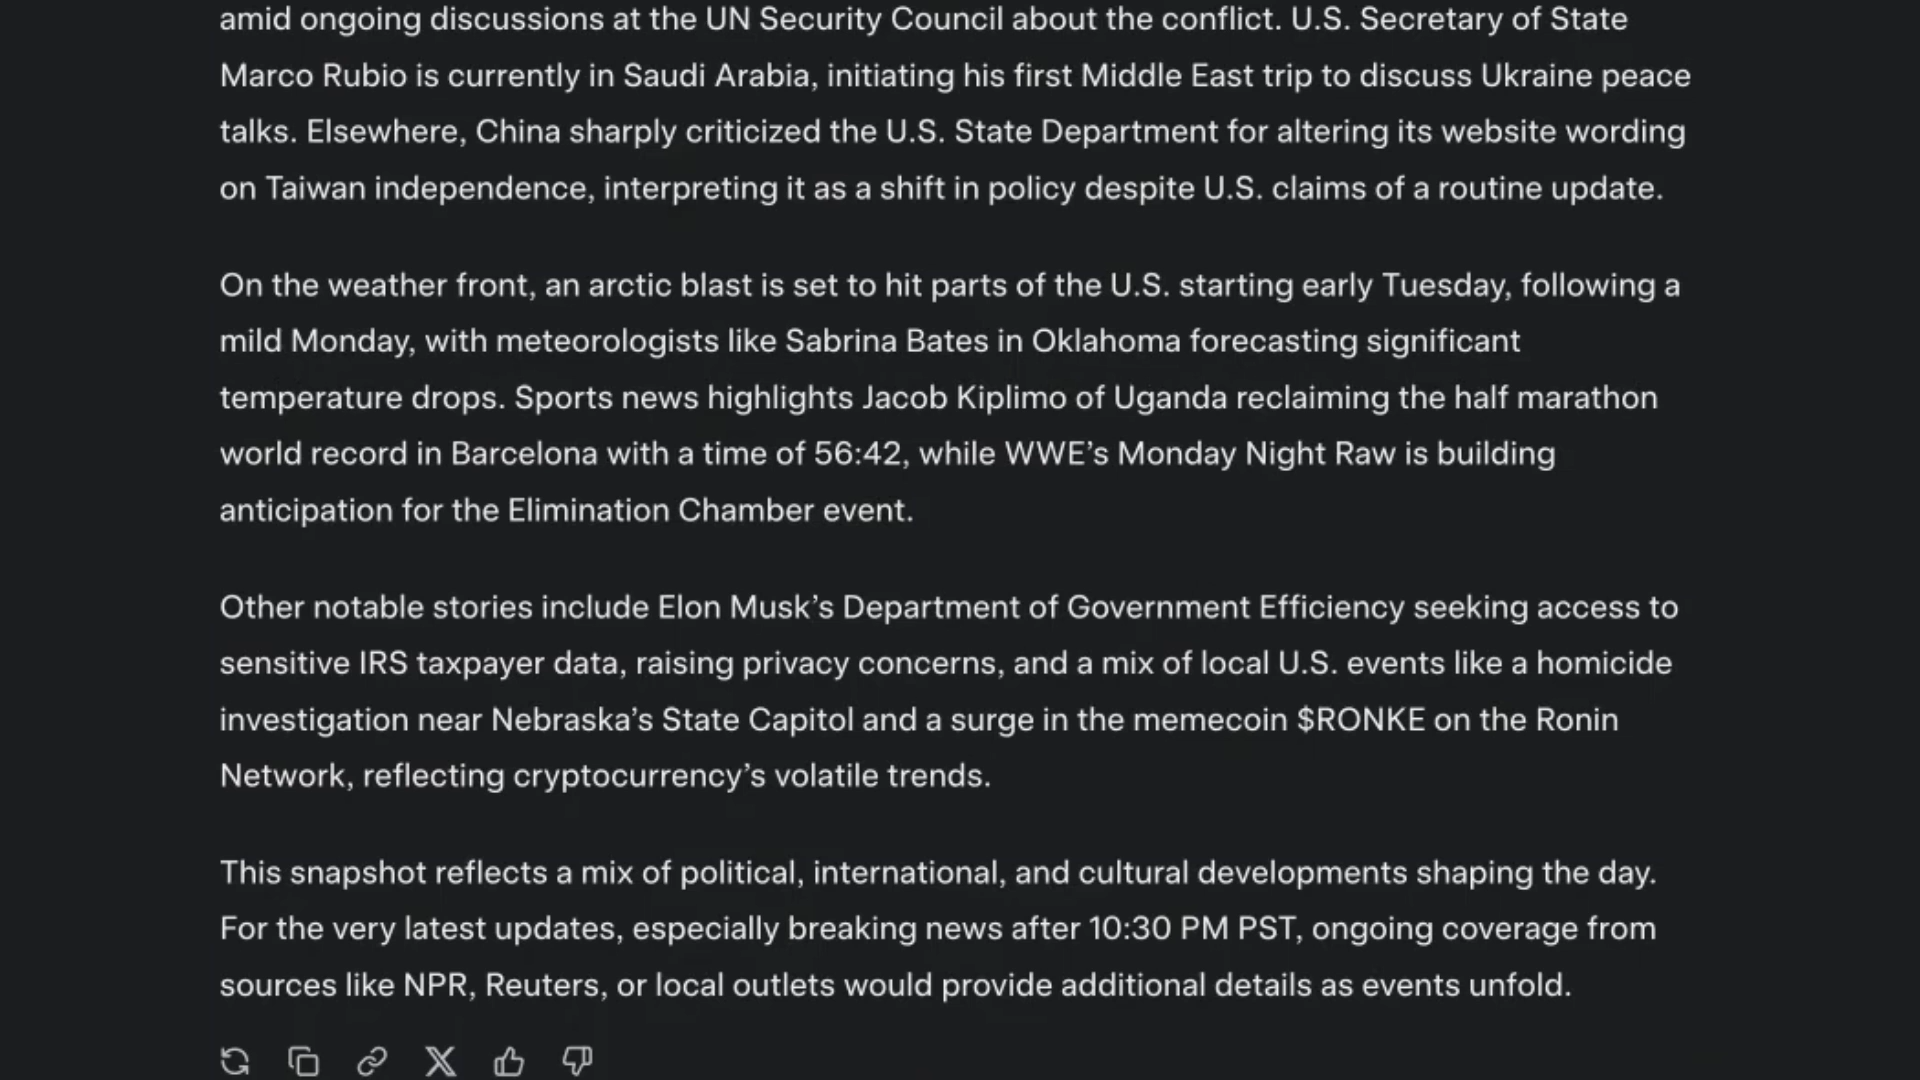 amid ongoing discussions at the UN Security Council about the conflict. U.S. Secretary of State
Marco Rubio is currently in Saudi Arabia, initiating his first Middle East trip to discuss Ukraine peace
talks. Elsewhere, China sharply criticized the U.S. State Department for altering its website wording
on Taiwan independence, interpreting it as a shift in policy despite U.S. claims of a routine update.
On the weather front, an arctic blast is set to hit parts of the U.S. starting early Tuesday, following a
mild Monday, with meteorologists like Sabrina Bates in Oklahoma forecasting significant
temperature drops. Sports news highlights Jacob Kiplimo of Uganda reclaiming the half marathon
world record in Barcelona with a time of 56:42, while WWE’s Monday Night Raw is building
anticipation for the Elimination Chamber event.
Other notable stories include Elon Musk’s Department of Government Efficiency seeking access to
sensitive IRS taxpayer data, raising privacy concerns, and a mix of local U.S. events like a homicide
investigation near Nebraska’s State Capitol and a surge in the memecoin $RONKE on the Ronin
Network, reflecting cryptocurrency’s volatile trends.
This snapshot reflects a mix of political, international, and cultural developments shaping the day.
For the very latest updates, especially breaking news after 10:30 PM PST, ongoing coverage from
sources like NPR, Reuters, or local outlets would provide additional details as events unfold.